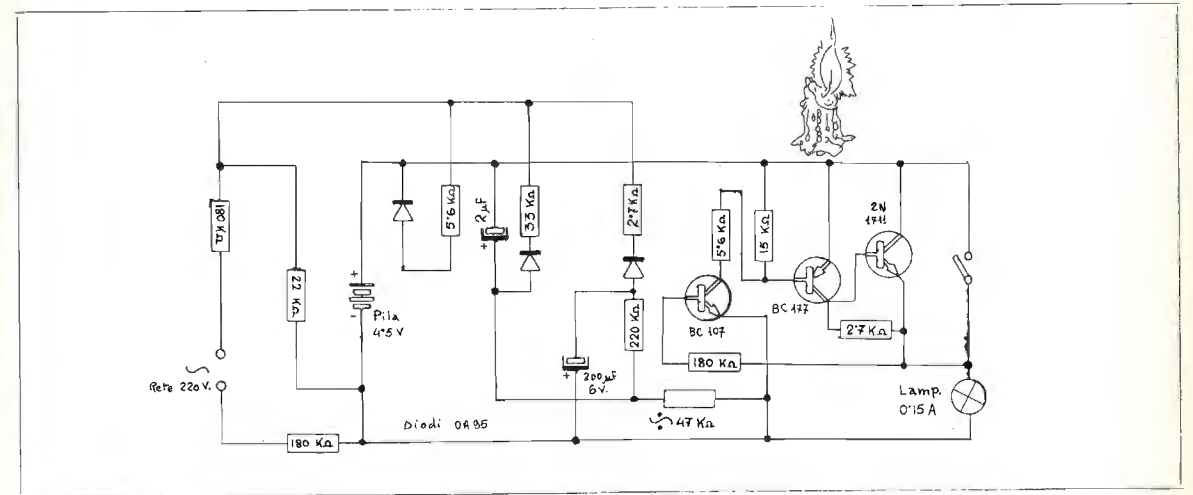 2N
1711
180 KΩ
22 KΩ
+
-
Pila
4'5 V
5'6 KΩ
2 µF
+
33 KΩ
2'7 KΩ
5'6 KΩ
15 KΩ
BC 107
BC 177
2'7 KΩ
220 KΩ
180 KΩ
+
200 µF
6 V.
Rete 220 V.
Lamp.
0'15 A
47 KΩ
Diodi OA95
180 KΩ